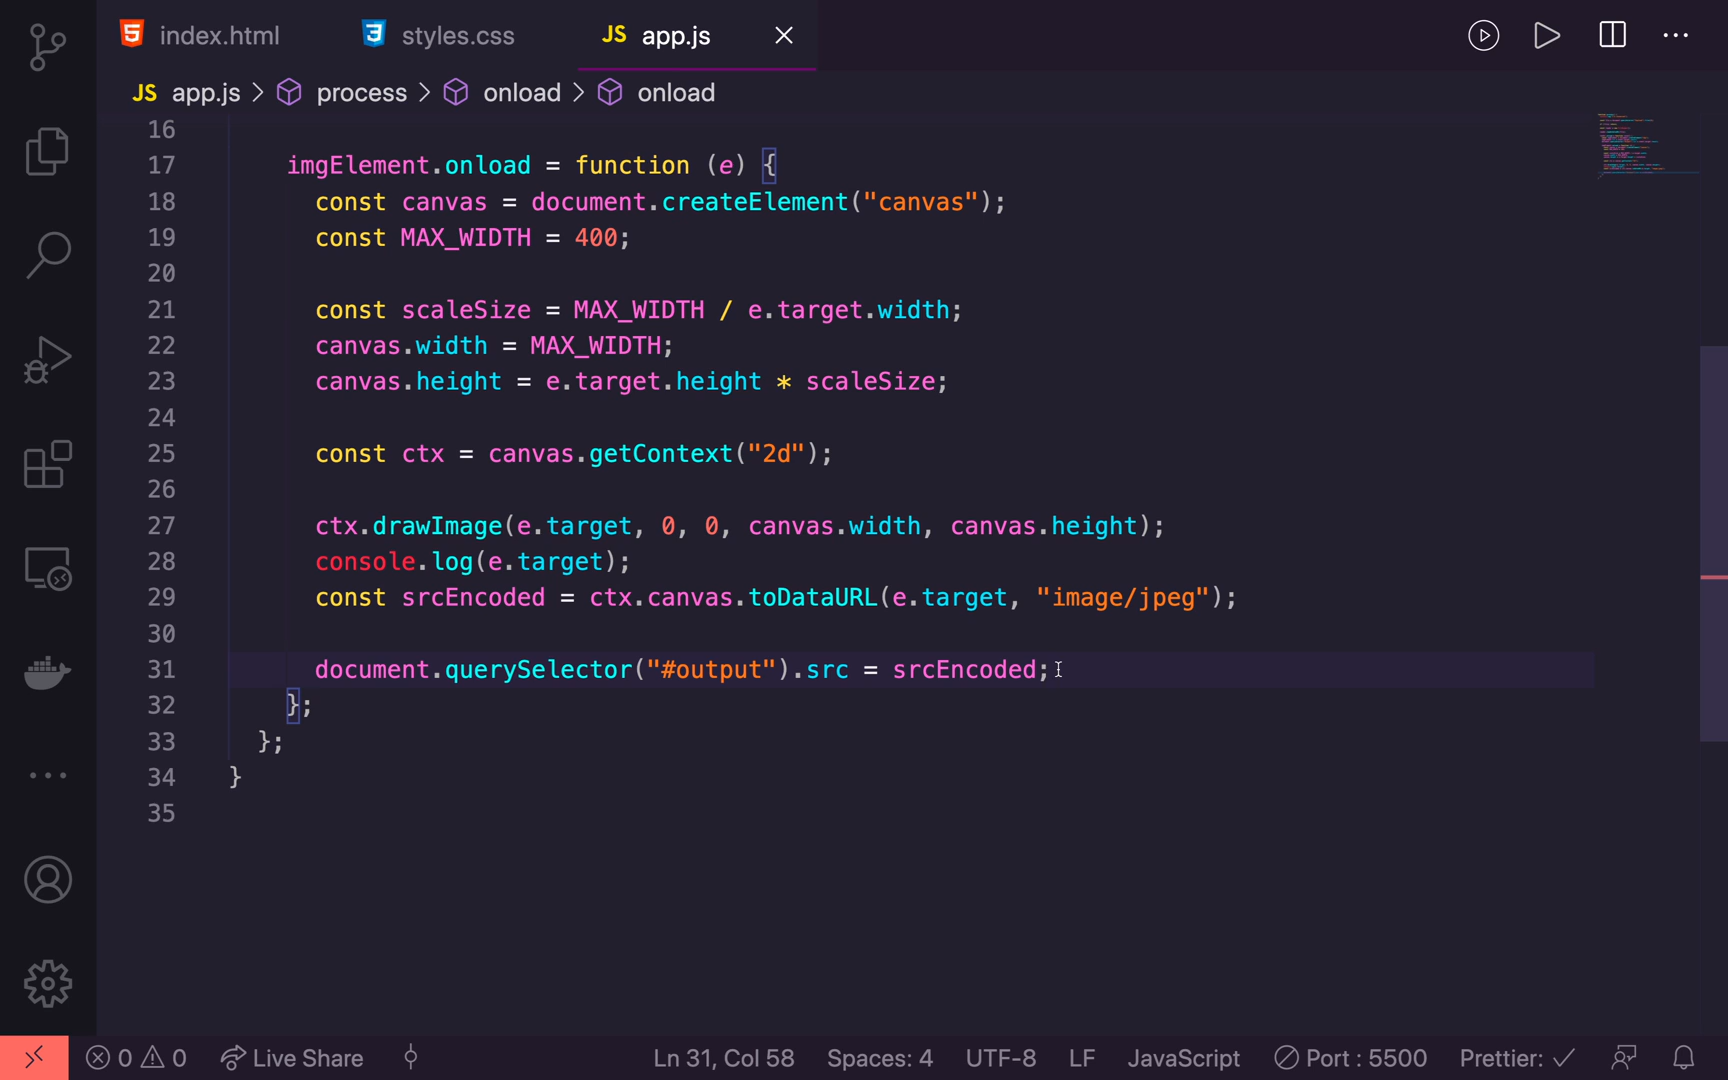 index.html styles.css JS app.js
JS app.js > process > onload > onload
16
17 imgElement.onload = function (e) {
18 const canvas = document.createElement("canvas");
19 const MAX_WIDTH = 400;
20
21 const scaleSize = MAX_WIDTH / e.target.width;
22 canvas.width = MAX_WIDTH;
23 canvas.height = e.target.height * scaleSize;
24
25 const ctx = canvas.getContext("2d");
26
27 ctx.drawImage(e.target, 0, 0, canvas.width, canvas.height);
28 console.log(e.target);
29 const srcEncoded = ctx.canvas.toDataURL(e.target, "image/jpeg");
30
31 document.querySelector("#output").src = srcEncoded;
32 };
33 };
34 }
35
0 0 Live Share Ln 31, Col 58 Spaces: 4 UTF-8 LF JavaScript Port : 5500 Prettier: ✓